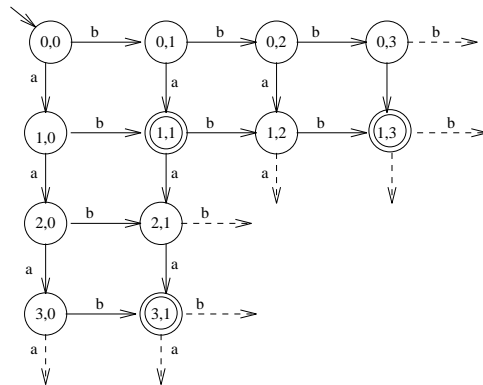 b b b b
0,0 0,1 0,2 0,3
a a a
b b b
1,0 1,1 1,2 1,3
a a a
b b
2,0 2,1
a a
b b
3,0 3,1
a a